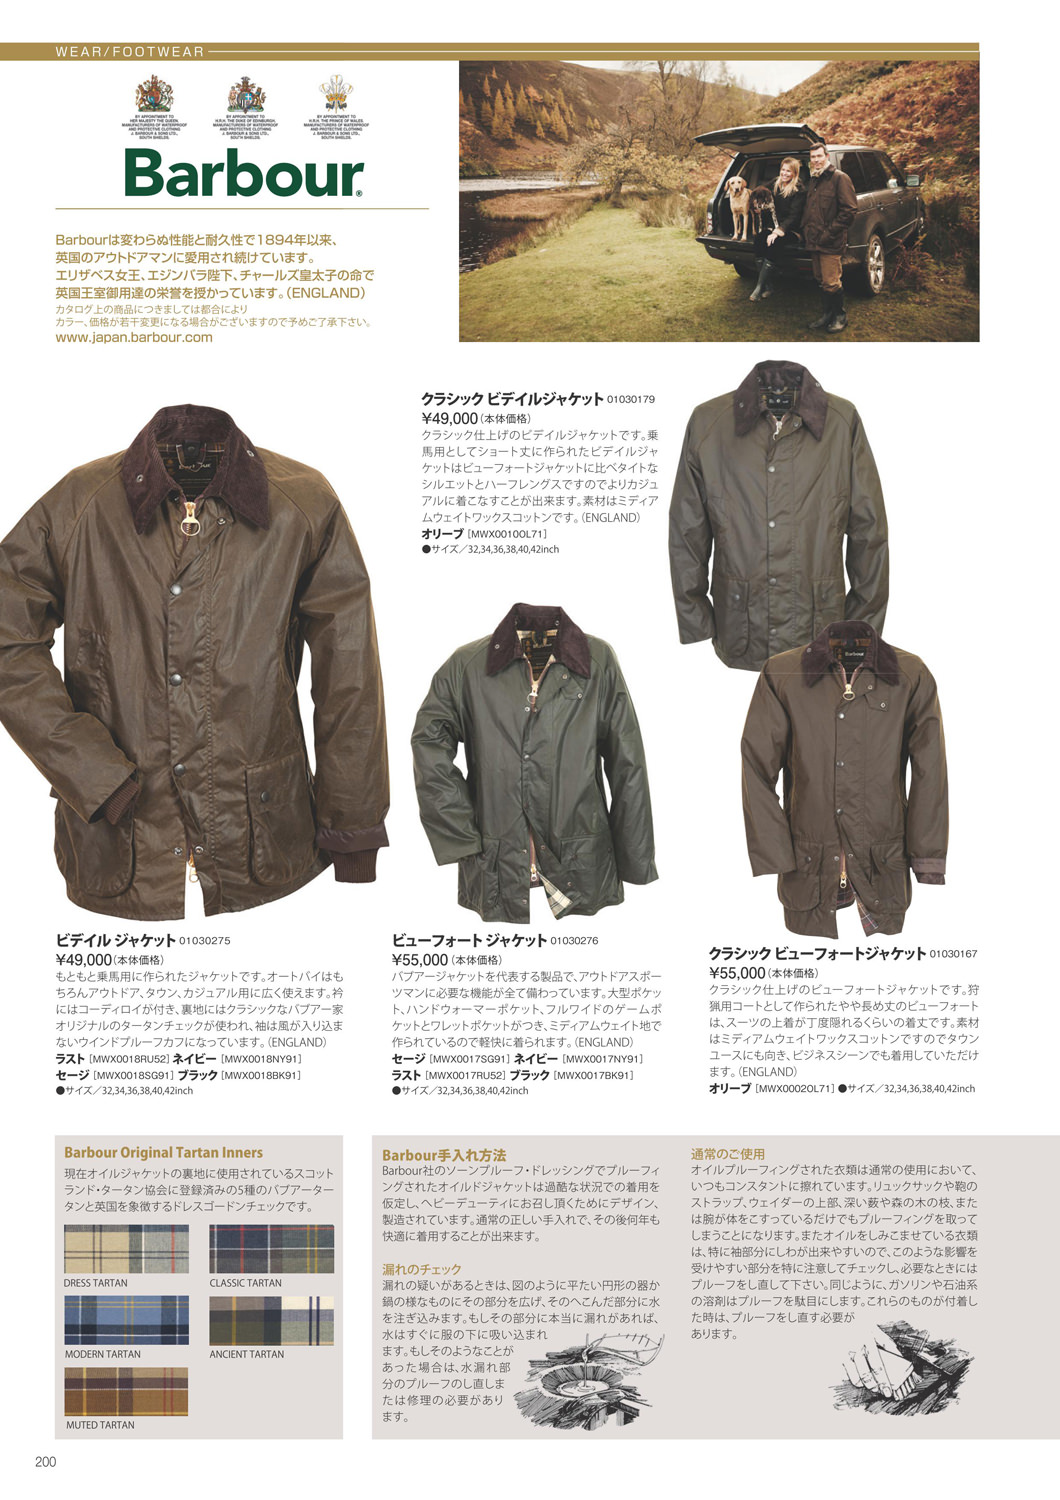 WEAR/FOOTWEAR
BY APPOINTMENT TO
HER MAJESTY THE QUEEN
MANUFACTURERS OF WATERPROOF
AND PROTECTIVE CLOTHING
J. BARBOUR & SONS LTD.,
SOUTH SHIELDS.
BY APPOINTMENT TO
H.R.H. THE DUKE OF EDINBURGH,
MANUFACTURERS OF WATERPROOF
AND PROTECTIVE CLOTHING
J. BARBOUR & SONS LTD.,
SOUTH SHIELDS.
BY APPOINTMENT TO
H.R.H. THE PRINCE OF WALES,
MANUFACTURERS OF WATERPROOF
AND PROTECTIVE CLOTHING
J. BARBOUR & SONS LTD.,
SOUTH SHIELDS.
Barbour®
Barbourは変わらぬ性能と耐久性で1894年以来、
英国のアウトドアマンに愛用され続けています。
エリザベス女王、エジンバラ陛下、チャールズ皇太子の命で
英国王室御用達の栄誉を授かっています。(ENGLAND)
カタログ上の商品につきましては都合により
カラー、価格が若干変更になる場合がございますので予めご了承下さい。
www.japan.barbour.com
クラシック ビデイルジャケット 01030179
¥49,000(本体価格)
クラシック仕上げのビデイルジャケットです。乗
馬用としてショート丈に作られたビデイルジャ
ケットはビューフォートジャケットに比べタイトな
シルエットとハーフレングスですのでよりカジュ
アルに着こなすことが出来ます。素材はミディア
ムウェイトワックスコットンです。(ENGLAND)
オリーブ [MWX0010OL71]
●サイズ/32,34,36,38,40,42inch
Barbour
ビデイル ジャケット 01030275
¥49,000(本体価格)
もともと乗馬用に作られたジャケットです。オートバイはも
ちろんアウトドア、タウン、カジュアル用に広く使えます。衿
にはコーディロイが付き、裏地にはクラシックなバブアー家
オリジナルのタータンチェックが使われ、袖は風が入り込ま
ないウインドプルーフカフになっています。(ENGLAND)
ラスト [MWX0018RU52] ネイビー [MWX0018NY91]
セージ [MWX0018SG91] ブラック [MWX0018BK91]
●サイズ/32,34,36,38,40,42inch
ビューフォート ジャケット 01030276
¥55,000(本体価格)
バブアージャケットを代表する製品で、アウトドアスポー
ツマンに必要な機能が全て備わっています。大型ポケッ
ト、ハンドウォーマーポケット、フルワイドのゲームポ
ケットとワレットポケットがつき、ミディアムウェイト地で
作られているので軽快に着られます。(ENGLAND)
セージ [MWX0017SG91] ネイビー [MWX0017NY91]
ラスト [MWX0017RU52] ブラック [MWX0017BK91]
●サイズ/32,34,36,38,40,42inch
クラシック ビューフォートジャケット 01030167
¥55,000(本体価格)
クラシック仕上げのビューフォートジャケットです。狩
猟用コートとして作られたやや長め丈のビューフォート
は、スーツの上着が丁度隠れるくらいの着丈です。素材
はミディアムウェイトワックスコットンですのでタウン
ユースにも向き、ビジネスシーンでも着用していただけ
ます。(ENGLAND)
オリーブ [MWX0002OL71] ●サイズ/32,34,36,38,40,42inch
Barbour Original Tartan Inners
現在オイルジャケットの裏地に使用されているスコット
ランド・タータン協会に登録済みの5種のバブアーター
タンと英国を象徴するドレスゴードンチェックです。
DRESS TARTAN
CLASSIC TARTAN
MODERN TARTAN
ANCIENT TARTAN
MUTED TARTAN
Barbour手入れ方法
Barbour社のソーンプルーフ・ドレッシングでプルーフィ
ングされたオイルドジャケットは過酷な状況での着用を
仮定し、ヘビーデューティにお召し頂くためにデザイン、
製造されています。通常の正しい手入れで、その後何年も
快適に着用することが出来ます。
漏れのチェック
漏れの疑いがあるときは、図のように平たい円形の器か
鍋の様なものにその部分を広げ、そのへこんだ部分に水
を注ぎ込みます。もしその部分に本当に漏れがあれば、
水はすぐに服の下に吸い込まれ
ます。もしそのようなことが
あった場合は、水漏れ部
分のプルーフのし直しま
たは修理の必要があり
ます。
通常のご使用
オイルプルーフィングされた衣類は通常の使用において、
いつもコンスタントに擦れています。リュックサックや鞄の
ストラップ、ウェイダーの上部、深い藪や森の木の枝、また
は腕が体をこすっているだけでもプルーフィングを取って
しまうことになります。またオイルをしみこませている衣類
は、特に袖部分にしわが出来やすいので、このような影響を
受けやすい部分を特に注意してチェックし、必要なときには
プルーフをし直して下さい。同じように、ガソリンや石油系
の溶剤はプルーフを駄目にします。これらのものが付着し
た時は、プルーフをし直す必要が
あります。
200